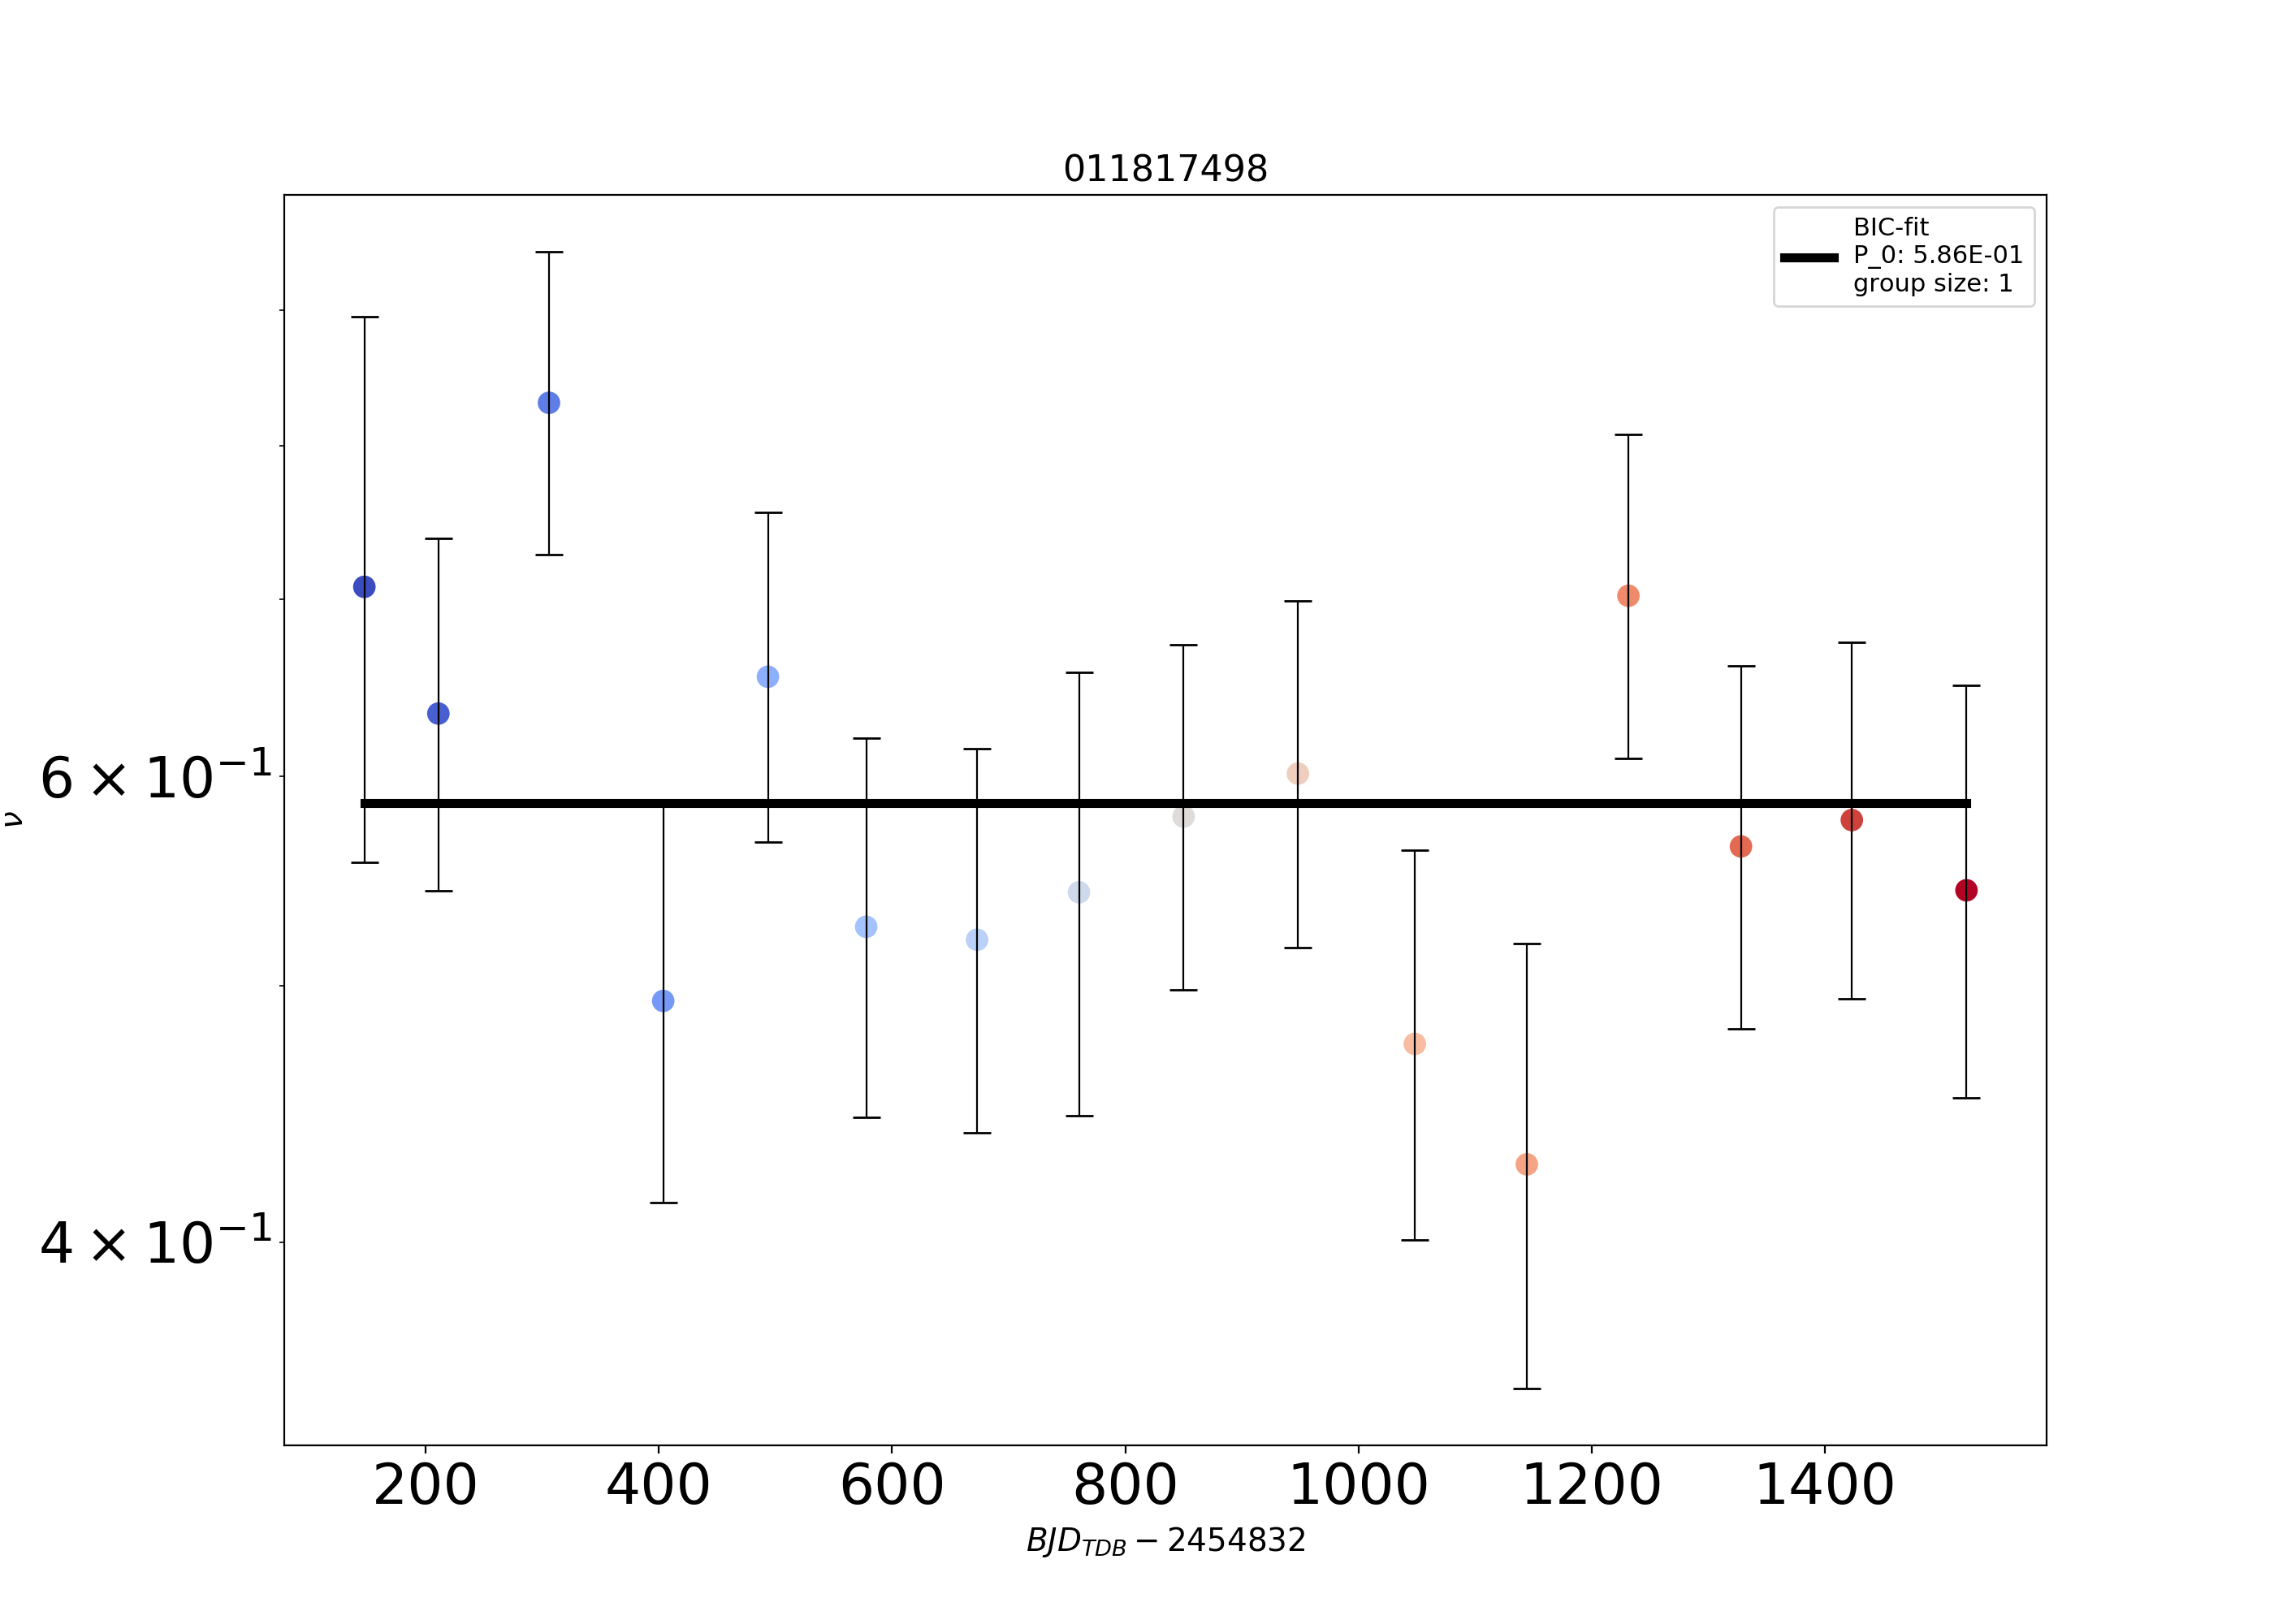 011817498
BIC-fit
P_0: 5.86E-01
group size: 1
6 × 10⁻¹
4 × 10⁻¹
ν
200 400 600 800 1000 1200 1400
BJD_TDB − 2454832